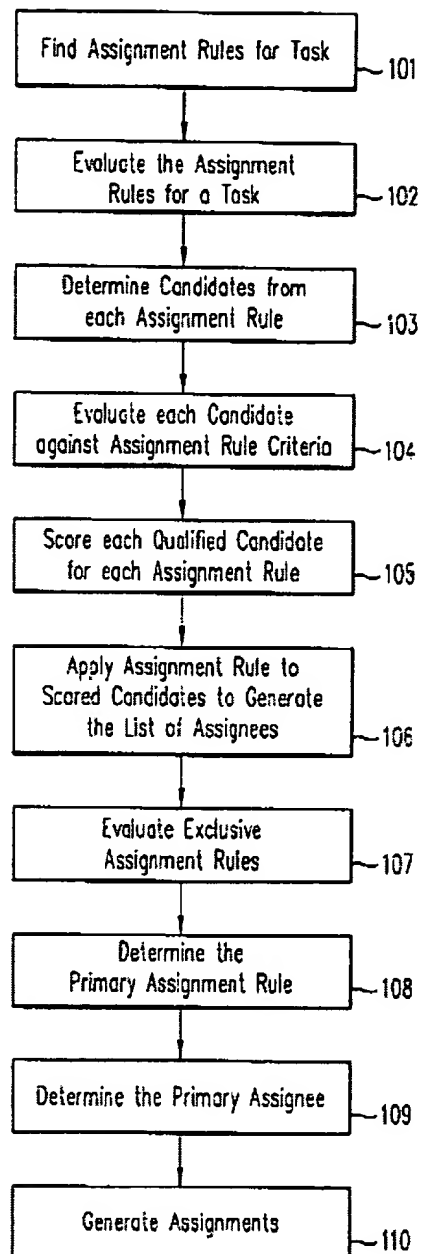 Find Assignment Rules for Task
101
Evaluate the Assignment
Rules for a Task
102
Determine Candidates from
each Assignment Rule
103
Evaluate each Candidate
against Assignment Rule Criteria
104
Score each Qualified Candidate
for each Assignment Rule
105
Apply Assignment Rule to
Scored Candidates to Generate
the List of Assignees
106
Evaluate Exclusive
Assignment Rules
107
Determine the
Primary Assignment Rule
108
Determine the Primary Assignee
109
Generate Assignments
110